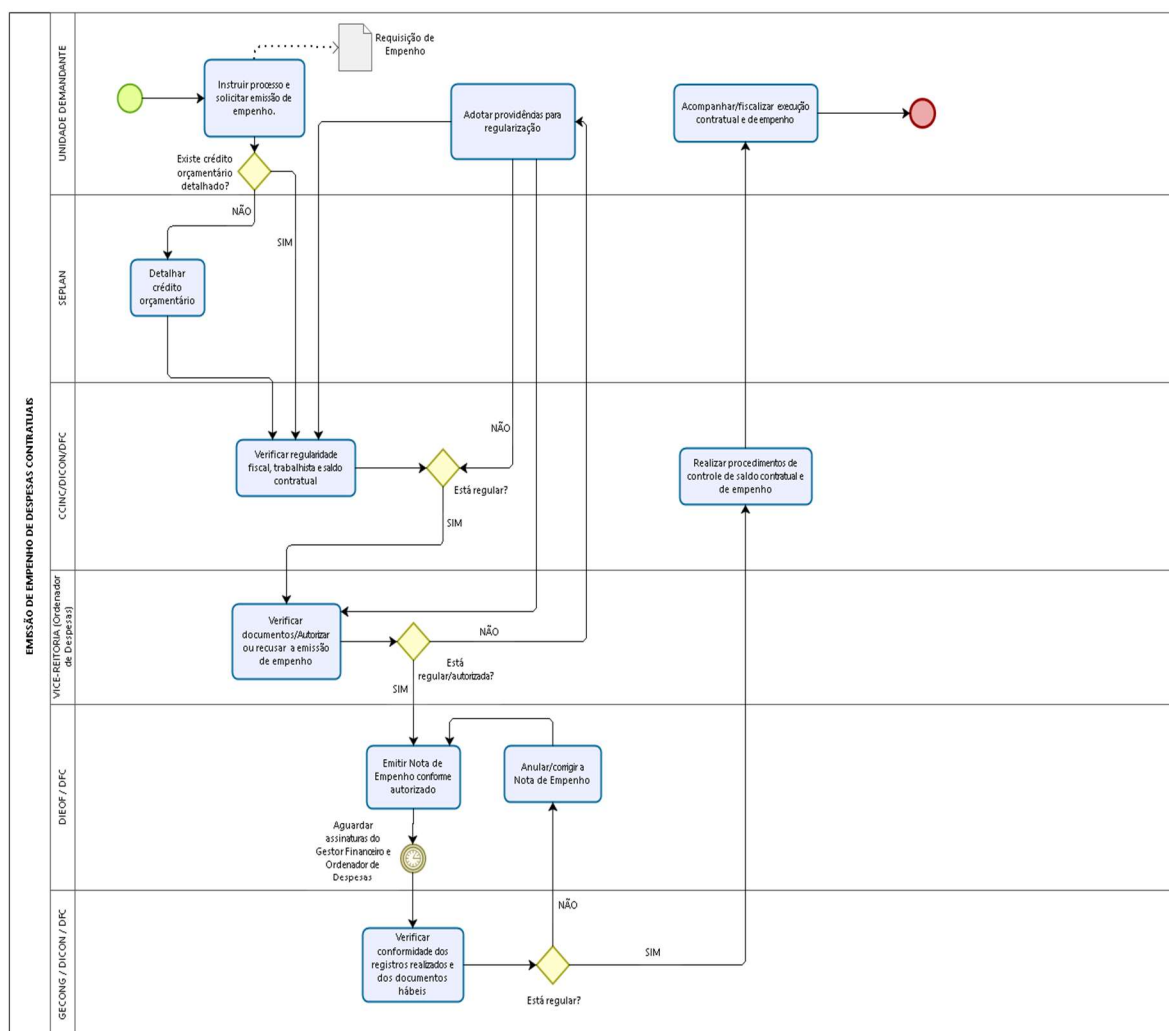 EMISSÃO DE EMPENHO DE DESPESAS CONTRATUAIS
UNIDADE DEMANDANTE
Instruir processo e
solicitar emissão de
empenho.
Requisição de
Empenho
Existe crédito
orçamentário
detalhado?
NÃO
SIM
Adotar providências para
regularização
Acompanhar/fiscalizar execução
contratual e de empenho
SEPLAN
Detalhar
crédito
orçamentário
CCINC/DICON/DFC
Verificar regularidade
fiscal, trabalhista e saldo
contratual
NÃO
Está regular?
SIM
Realizar procedimentos de
controle de saldo contratual e
de empenho
VICE-REITORIA (Ordenador
de Despesas)
Verificar
documentos/Autorizar
ou recusar a emissão
de empenho
NÃO
Está
regular/autorizada?
SIM
DIEOF / DFC
Emitir Nota de
Empenho conforme
autorizado
Anular/corrigir a
Nota de Empenho
Aguardar
assinaturas do
Gestor Financeiro e
Ordenador de
Despesas
GECONG / DICON / DFC
Verificar
conformidade dos
registros realizados e
dos documentos
hábeis
NÃO
SIM
Está regular?